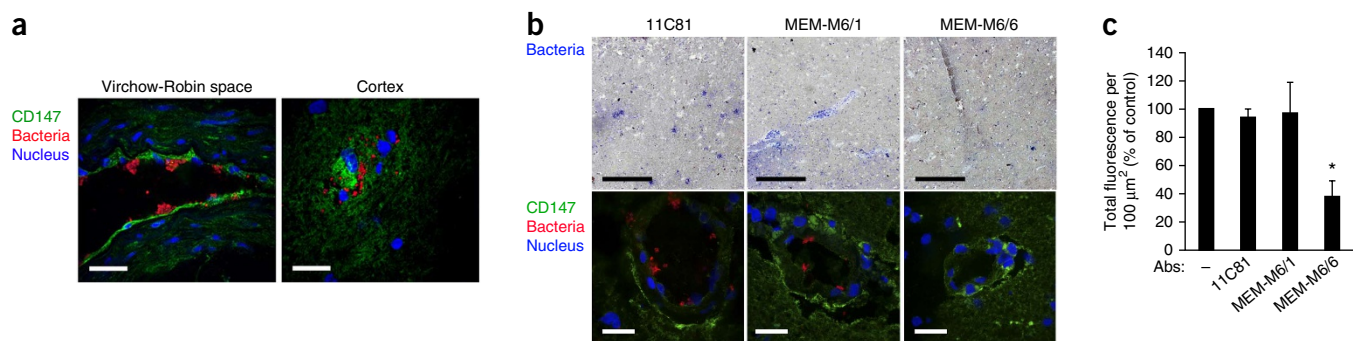 a
Virchow-Robin space
Cortex
CD147
Bacteria
Nucleus
b
11C81
MEM-M6/1
MEM-M6/6
Bacteria
CD147
Bacteria
Nucleus
c
Total fluorescence per
100 μm² (% of control)
140
120
100
80
60
40
20
0
*
Abs:
–
11C81
MEM-M6/1
MEM-M6/6